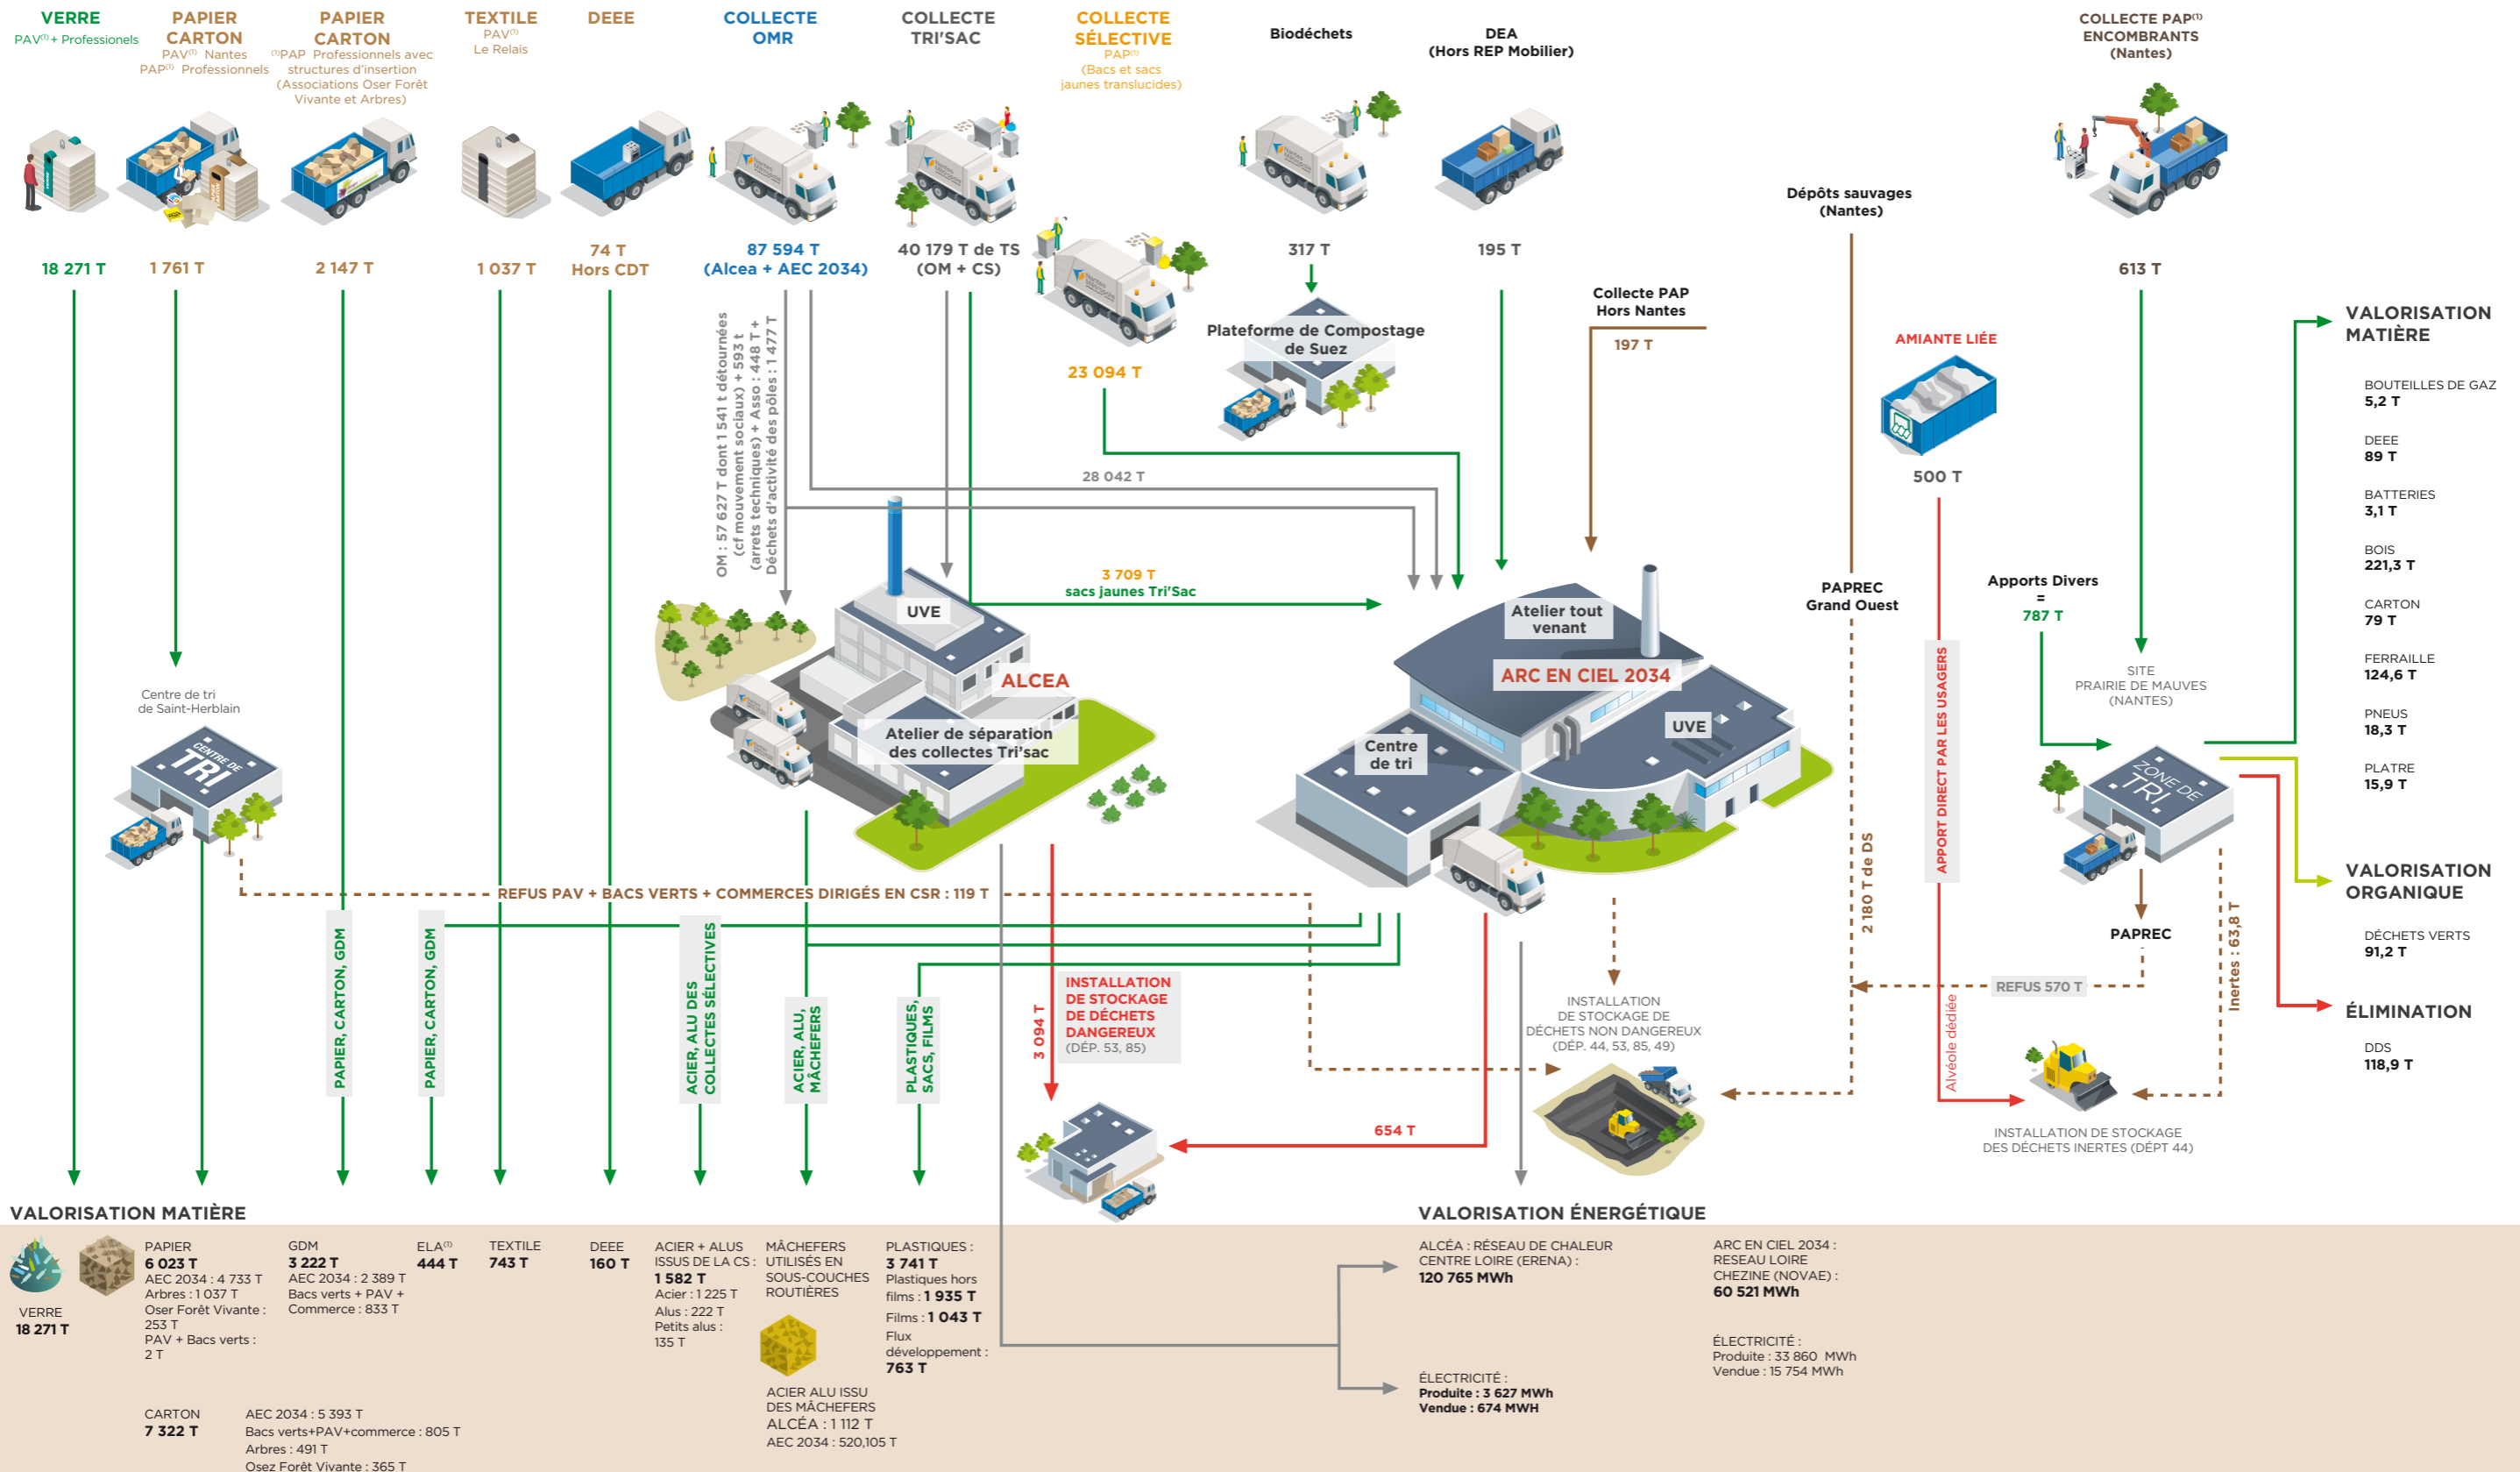 VERRE
PAV(1) + Professionels
PAPIER
CARTON
PAV(1) Nantes
PAP(1) Professionnels
PAPIER
CARTON
(1)PAP Professionnels avec
structures d'insertion
(Associations Oser Forêt
Vivante et Arbres)
TEXTILE
PAV(1)
Le Relais
DEEE
COLLECTE
OMR
COLLECTE
TRI'SAC
COLLECTE
SÉLECTIVE
PAP(1)
(Bacs et sacs
jaunes translucides)
Biodéchets
DEA
(Hors REP Mobilier)
COLLECTE PAP(1)
ENCOMBRANTS
(Nantes)
Dépôts sauvages
(Nantes)
18 271 T
1 761 T
2 147 T
1 037 T
74 T
Hors CDT
87 594 T
(Alcea + AEC 2034)
40 179 T de TS
(OM + CS)
23 094 T
317 T
195 T
613 T
Plateforme de Compostage
de Suez
Collecte PAP
Hors Nantes
197 T
AMIANTE LIÉE
500 T
OM : 57 627 T dont 1 541 t détournées
(cf mouvement sociaux) + 593 t
(arrets techniques) + Asso : 448 T +
Déchets d'activité des pôles : 1 477 T
28 042 T
3 709 T
sacs jaunes Tri'Sac
UVE
ALCEA
Atelier de séparation
des collectes Tri'sac
Atelier tout
venant
ARC EN CIEL 2034
UVE
Centre
de tri
PAPREC
Grand Ouest
2 180 T de DS
APPORT DIRECT PAR LES USAGERS
Alvéole dédiée
Apports Divers
=
787 T
SITE
PRAIRIE DE MAUVES
(NANTES)
ZONE DE
TRI
PAPREC
REFUS 570 T
Inertes : 63,8 T
Centre de tri
de Saint-Herblain
CENTRE DE
TRI
REFUS PAV + BACS VERTS + COMMERCES DIRIGÉS EN CSR : 119 T
PAPIER, CARTON, GDM
PAPIER, CARTON, GDM
ACIER, ALU DES
COLLECTES SÉLECTIVES
ACIER, ALU,
MÂCHEFERS
PLASTIQUES,
SACS, FILMS
3 094 T
INSTALLATION
DE STOCKAGE
DE DÉCHETS
DANGEREUX
(DÉP. 53, 85)
654 T
INSTALLATION
DE STOCKAGE DE
DÉCHETS NON DANGEREUX
(DÉP. 44, 53, 85, 49)
INSTALLATION DE STOCKAGE
DES DÉCHETS INERTES (DÉPT 44)
VALORISATION
MATIÈRE
BOUTEILLES DE GAZ
5,2 T
DEEE
89 T
BATTERIES
3,1 T
BOIS
221,3 T
CARTON
79 T
FERRAILLE
124,6 T
PNEUS
18,3 T
PLATRE
15,9 T
VALORISATION
ORGANIQUE
DÉCHETS VERTS
91,2 T
ÉLIMINATION
DDS
118,9 T
VALORISATION MATIÈRE
VERRE
18 271 T
PAPIER
6 023 T
AEC 2034 : 4 733 T
Arbres : 1 037 T
Oser Forêt Vivante :
253 T
PAV + Bacs verts :
2 T
CARTON
7 322 T
AEC 2034 : 5 393 T
Bacs verts+PAV+commerce : 805 T
Arbres : 491 T
Osez Forêt Vivante : 365 T
GDM
3 222 T
AEC 2034 : 2 389 T
Bacs verts + PAV +
Commerce : 833 T
ELA(1)
444 T
TEXTILE
743 T
DEEE
160 T
ACIER + ALUS
ISSUS DE LA CS :
1 582 T
Acier : 1 225 T
Alus : 222 T
Petits alus :
135 T
MÂCHEFERS
UTILISÉS EN
SOUS-COUCHES
ROUTIÈRES
ACIER ALU ISSU
DES MÂCHEFERS
ALCÉA : 1 112 T
AEC 2034 : 520,105 T
PLASTIQUES :
3 741 T
Plastiques hors
films : 1 935 T
Films : 1 043 T
Flux
développement :
763 T
VALORISATION ÉNERGÉTIQUE
ALCÉA : RÉSEAU DE CHALEUR
CENTRE LOIRE (ERENA) :
120 765 MWh
ÉLECTRICITÉ :
Produite : 3 627 MWh
Vendue : 674 MWH
ARC EN CIEL 2034 :
RESEAU LOIRE
CHEZINE (NOVAE) :
60 521 MWh
ÉLECTRICITÉ :
Produite : 33 860 MWh
Vendue : 15 754 MWh